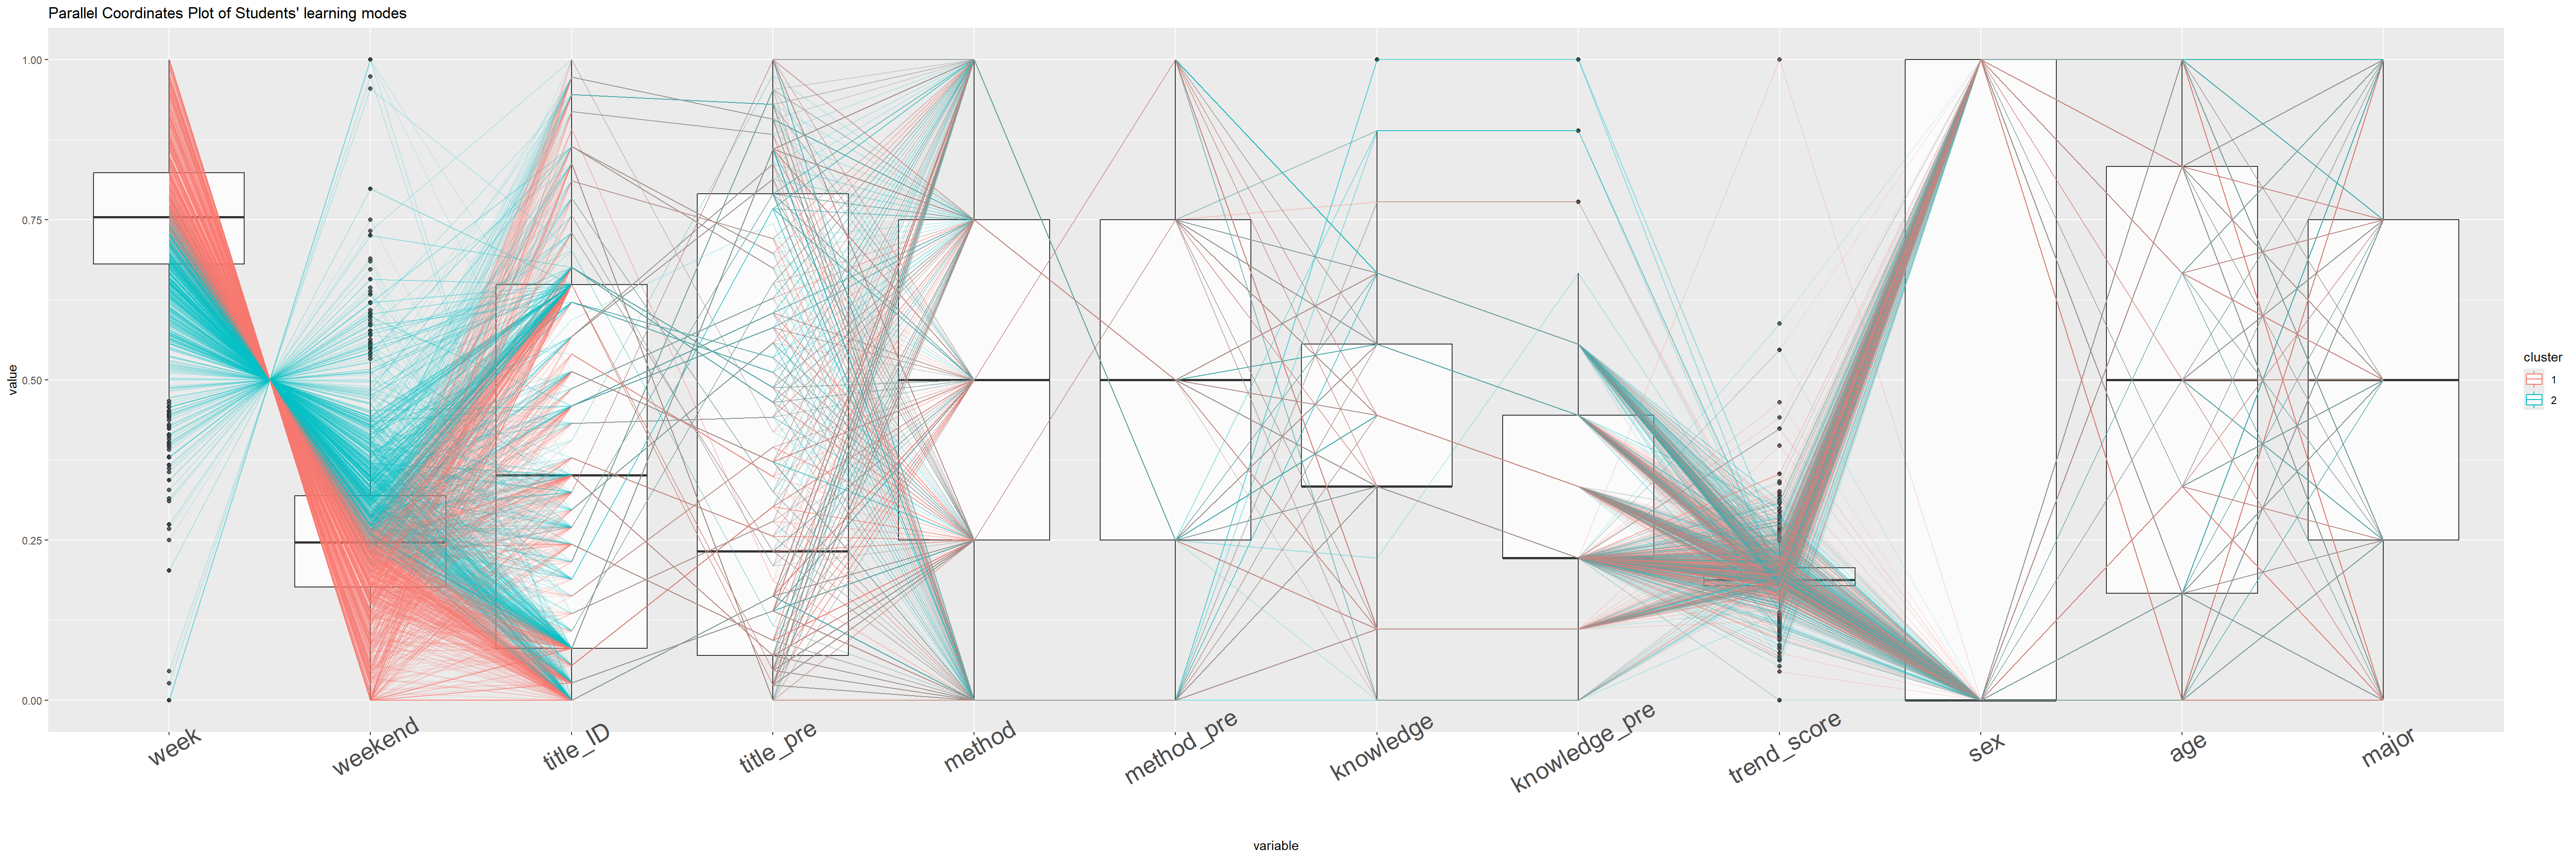 Parallel Coordinates Plot of Students' learning modes
1.00
0.75
0.50
0.25
0.00
value
week
weekend
title_ID
title_pre
method
method_pre
knowledge
knowledge_pre
trend_score
sex
age
major
variable
cluster
1
2